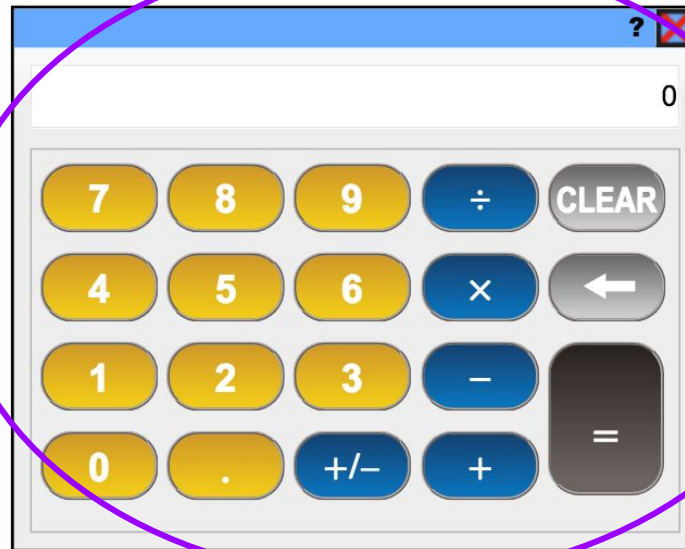 ?
0
7 8 9 ÷ CLEAR
4 5 6 ×
1 2 3 −
=
0 . +/− +